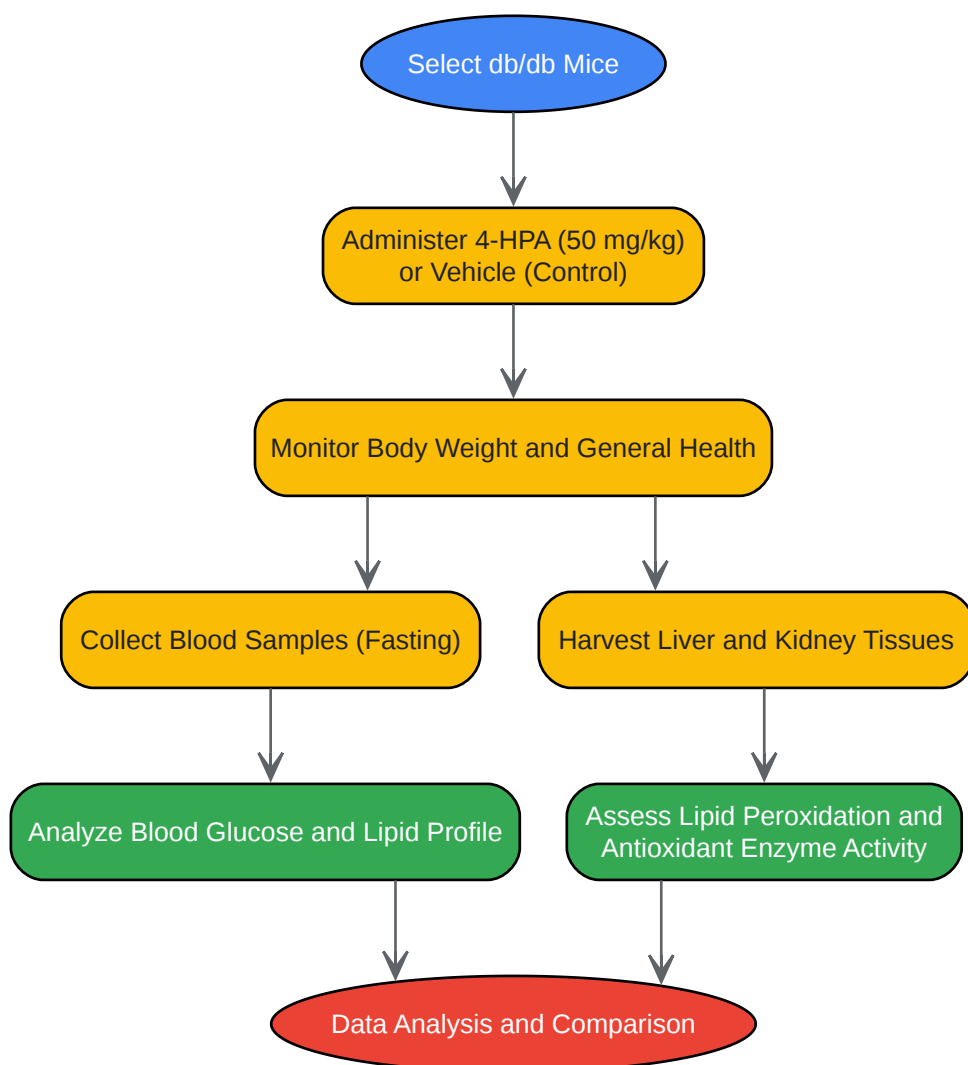 Select db/db Mice
Administer 4-HPA (50 mg/kg)
or Vehicle (Control)
Monitor Body Weight and General Health
Collect Blood Samples (Fasting)
Harvest Liver and Kidney Tissues
Analyze Blood Glucose and Lipid Profile
Assess Lipid Peroxidation and
Antioxidant Enzyme Activity
Data Analysis and Comparison